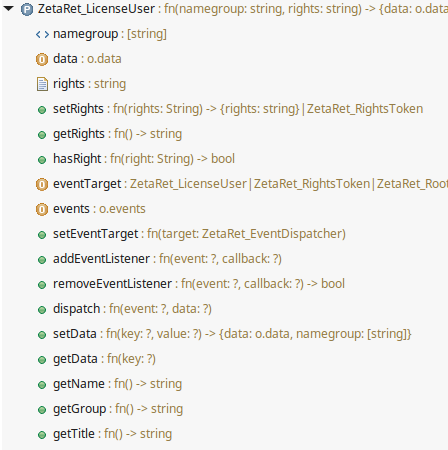 ZetaRet_LicenseUser : fn(namegroup: string, rights: string) -> {data: o.data
namegroup : [string]
data : o.data
rights : string
setRights : fn(rights: String) -> {rights: string}|ZetaRet_RightsToken
getRights : fn() -> string
hasRight : fn(right: String) -> bool
eventTarget : ZetaRet_LicenseUser|ZetaRet_RightsToken|ZetaRet_Root
events : o.events
setEventTarget : fn(target: ZetaRet_EventDispatcher)
addEventListener : fn(event: ?, callback: ?)
removeEventListener : fn(event: ?, callback: ?) -> bool
dispatch : fn(event: ?, data: ?)
setData : fn(key: ?, value: ?) -> {data: o.data, namegroup: [string]}
getData : fn(key: ?)
getName : fn() -> string
getGroup : fn() -> string
getTitle : fn() -> string